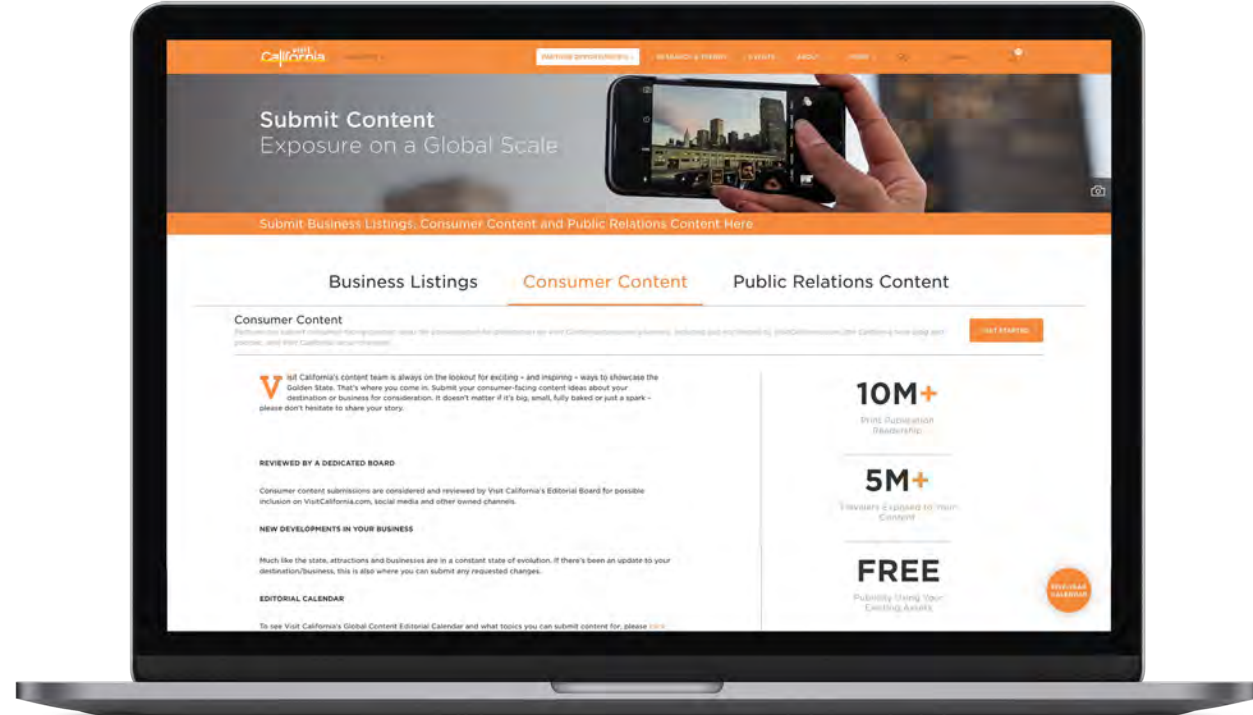 VISIT
California
PARTNER OPPORTUNITIES
RESEARCH & TRENDS
EVENTS
ABOUT
Submit Content
Exposure on a Global Scale
Submit Business Listings, Consumer Content and Public Relations Content Here
Business Listings
Consumer Content
Public Relations Content
Consumer Content
GET STARTED
Visit California's content team is always on the lookout for exciting – and inspiring – ways to showcase the
Golden State. That's where you come in. Submit your consumer-facing content ideas about your
destination or business for consideration. It doesn't matter if it's big, small, fully baked or just a spark –
please don't hesitate to share your story.
REVIEWED BY A DEDICATED BOARD
Consumer content submissions are considered and reviewed by Visit California's Editorial Board for possible
inclusion on VisitCalifornia.com, social media and other owned channels.
NEW DEVELOPMENTS IN YOUR BUSINESS
Much like the state, attractions and businesses are in a constant state of evolution. If there's been an update to your
destination/business, this is also where you can submit any requested changes.
EDITORIAL CALENDAR
To see Visit California's Global Content Editorial Calendar and what topics you can submit content for, please click
10M+
Print Publication
Readership
5M+
Travelers Exposed to Your
Content
FREE
Publicity Using Your
Existing Assets
CALENDAR